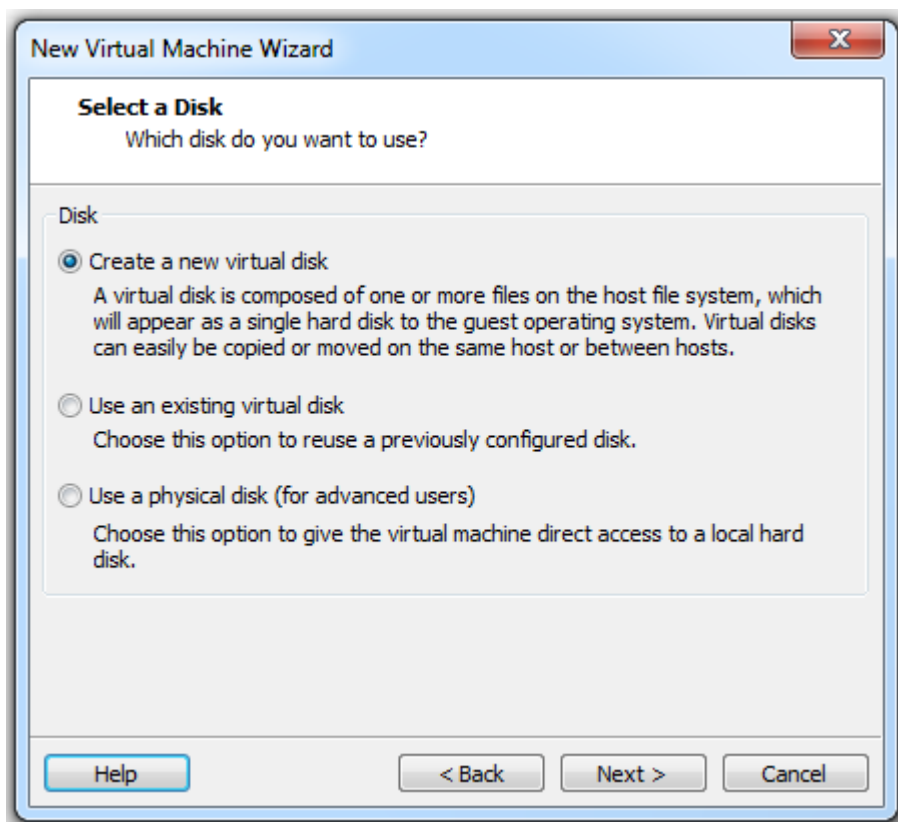 New Virtual Machine Wizard
X
Select a Disk
Which disk do you want to use?
Disk
Create a new virtual disk
A virtual disk is composed of one or more files on the host file system, which
will appear as a single hard disk to the guest operating system. Virtual disks
can easily be copied or moved on the same host or between hosts.
Use an existing virtual disk
Choose this option to reuse a previously configured disk.
Use a physical disk (for advanced users)
Choose this option to give the virtual machine direct access to a local hard
disk.
Help < Back Next > Cancel